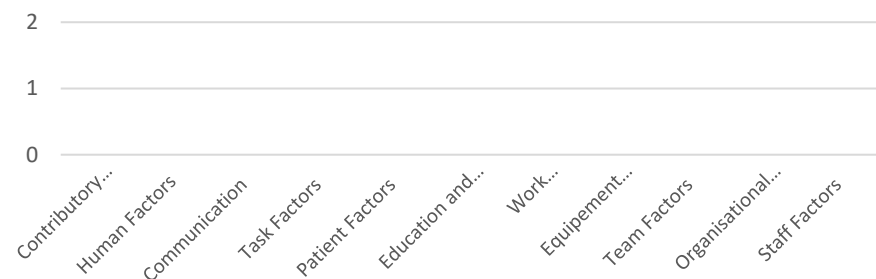 2
1
0
Contributory...
Human Factors
Communication
Task Factors
Patient Factors
Education and...
Work...
Equipement...
Team Factors
Organisational...
Staff Factors